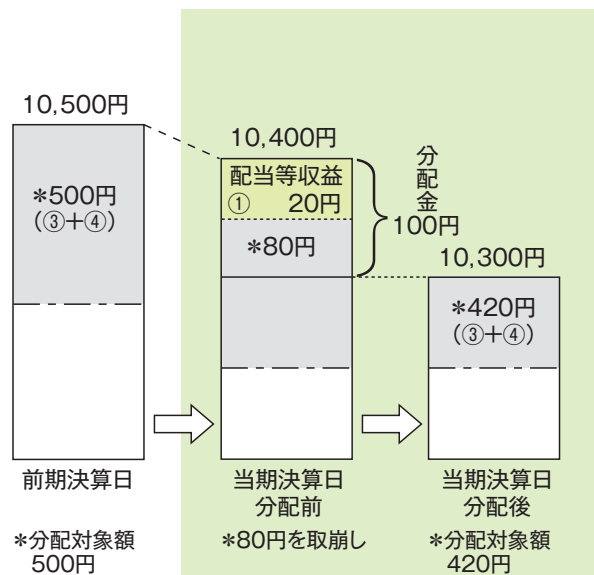 10,500円
＊500円
（③＋④）
10,400円
配当等収益
① 20円
＊80円
分配金
100円
10,300円
＊420円
（③＋④）
前期決算日
当期決算日
分配前
当期決算日
分配後
＊分配対象額
500円
＊80円を取崩し
＊分配対象額
420円